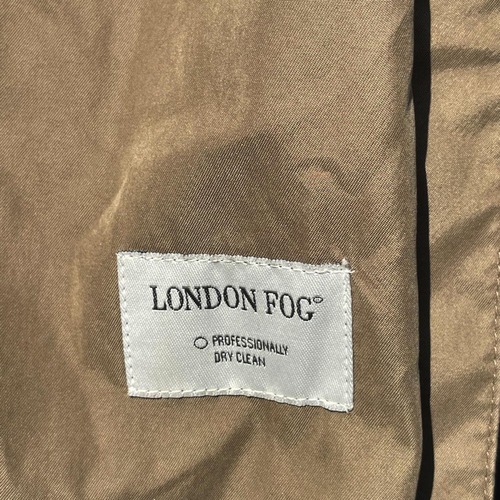 LONDON FOG°
○ PROFESSIONALLY
DRY CLEAN